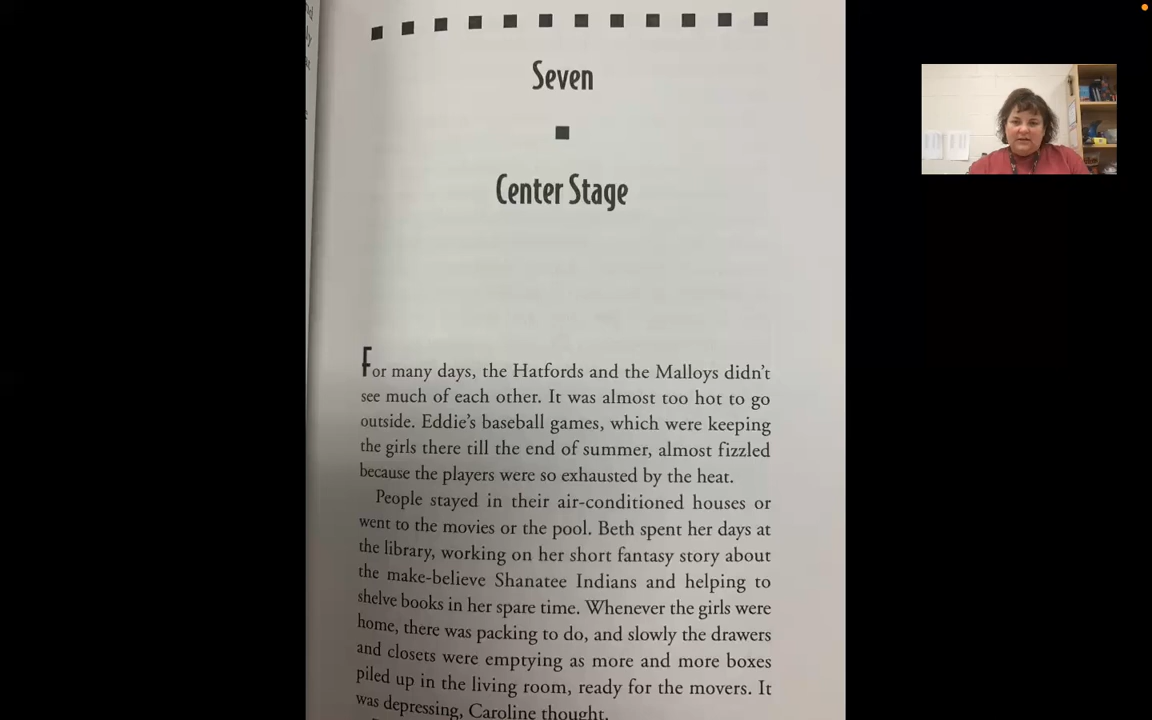 Seven
Center Stage
For many days, the Hatfords and the Malloys didn't
see much of each other. It was almost too hot to go
outside. Eddie's baseball games, which were keeping
the girls there till the end of summer, almost fizzled
because the players were so exhausted by the heat.
People stayed in their air-conditioned houses or
went to the movies or the pool. Beth spent her days at
the library, working on her short fantasy story about
the make-believe Shanatee Indians and helping to
shelve books in her spare time. Whenever the girls were
home, there was packing to do, and slowly the drawers
and closets were emptying as more and more boxes
piled up in the living room, ready for the movers. It
was depressing, Caroline thought.